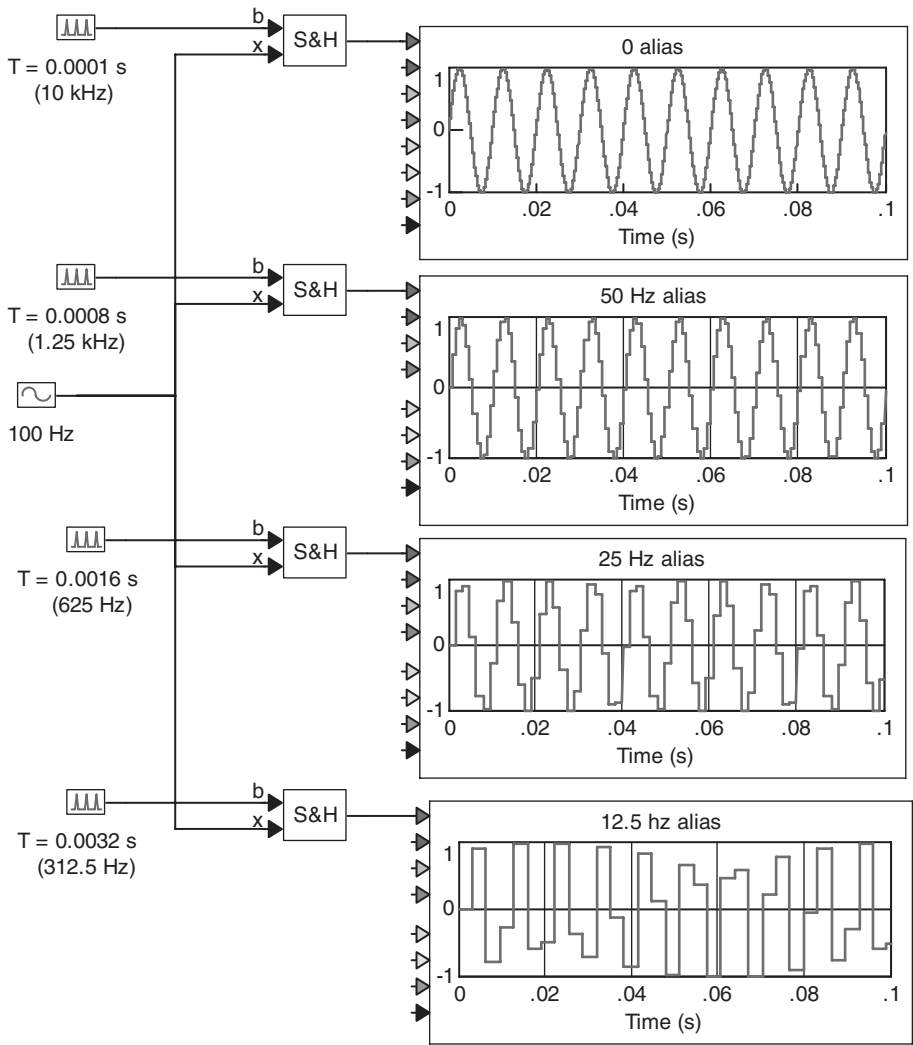 b
x
S&H
T = 0.0001 s
(10 kHz)
0 alias
1
0
-1
0 .02 .04 .06 .08 .1
Time (s)
b
x
S&H
T = 0.0008 s
(1.25 kHz)
50 Hz alias
1
0
-1
0 .02 .04 .06 .08 .1
Time (s)
100 Hz
b
x
S&H
T = 0.0016 s
(625 Hz)
25 Hz alias
1
0
-1
0 .02 .04 .06 .08 .1
Time (s)
b
x
S&H
T = 0.0032 s
(312.5 Hz)
12.5 hz alias
1
0
-1
0 .02 .04 .06 .08 .1
Time (s)